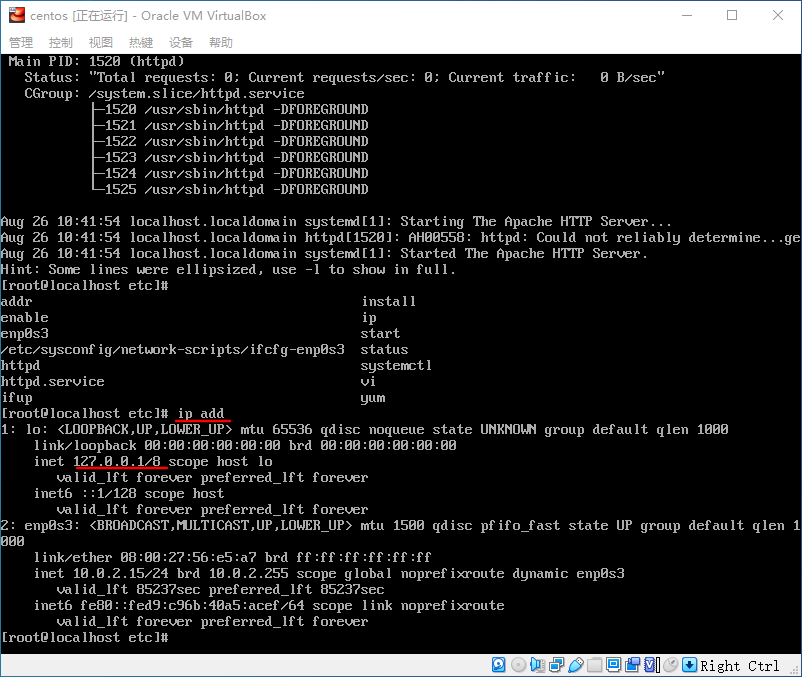 centos [正在运行] - Oracle VM VirtualBox
管理 控制 视图 热键 设备 帮助
Main PID: 1520 (httpd)
Status: "Total requests: 0; Current requests/sec: 0; Current traffic:   0 B/sec"
CGroup: /system.slice/httpd.service
├─1520 /usr/sbin/httpd -DFOREGROUND
├─1521 /usr/sbin/httpd -DFOREGROUND
├─1522 /usr/sbin/httpd -DFOREGROUND
├─1523 /usr/sbin/httpd -DFOREGROUND
├─1524 /usr/sbin/httpd -DFOREGROUND
└─1525 /usr/sbin/httpd -DFOREGROUND
Aug 26 10:41:54 localhost.localdomain systemd[1]: Starting The Apache HTTP Server...
Aug 26 10:41:54 localhost.localdomain httpd[1520]: AH00558: httpd: Could not reliably determine...ge
Aug 26 10:41:54 localhost.localdomain systemd[1]: Started The Apache HTTP Server.
Hint: Some lines were ellipsized, use -l to show in full.
[root@localhost etc]#
addr install
enable ip
enp0s3 start
/etc/sysconfig/network-scripts/ifcfg-enp0s3 status
httpd systemctl
httpd.service vi
ifup yum
[root@localhost etc]# ip add
1: lo: <LOOPBACK,UP,LOWER_UP> mtu 65536 qdisc noqueue state UNKNOWN group default qlen 1000
link/loopback 00:00:00:00:00:00 brd 00:00:00:00:00:00
inet 127.0.0.1/8 scope host lo
valid_lft forever preferred_lft forever
inet6 ::1/128 scope host
valid_lft forever preferred_lft forever
2: enp0s3: <BROADCAST,MULTICAST,UP,LOWER_UP> mtu 1500 qdisc pfifo_fast state UP group default qlen 1
000
link/ether 08:00:27:56:e5:a7 brd ff:ff:ff:ff:ff:ff
inet 10.0.2.15/24 brd 10.0.2.255 scope global noprefixroute dynamic enp0s3
valid_lft 85237sec preferred_lft 85237sec
inet6 fe80::fed9:c96b:40a5:acef/64 scope link noprefixroute
valid_lft forever preferred_lft forever
[root@localhost etc]#
Right Ctrl